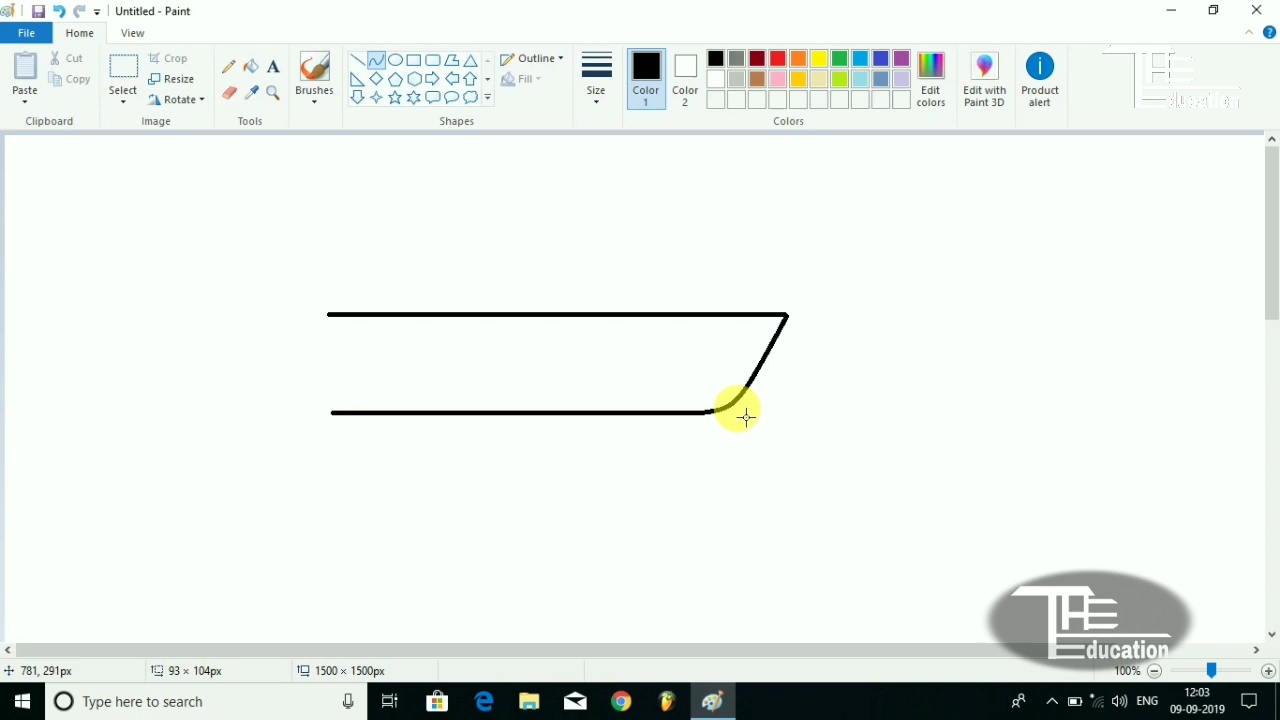 Untitled - Paint
File
Home
View
Paste
Cut
Copy
Clipboard
Select
Crop
Resize
Rotate
Image
Tools
Brushes
Shapes
Outline
Fill
Size
Color 1
Color 2
Edit colors
Colors
Edit with Paint 3D
Product alert
THE
Education
THE
Education
781, 291px
93 × 104px
1500 × 1500px
100%
Type here to search
ENG
12:03
09-09-2019